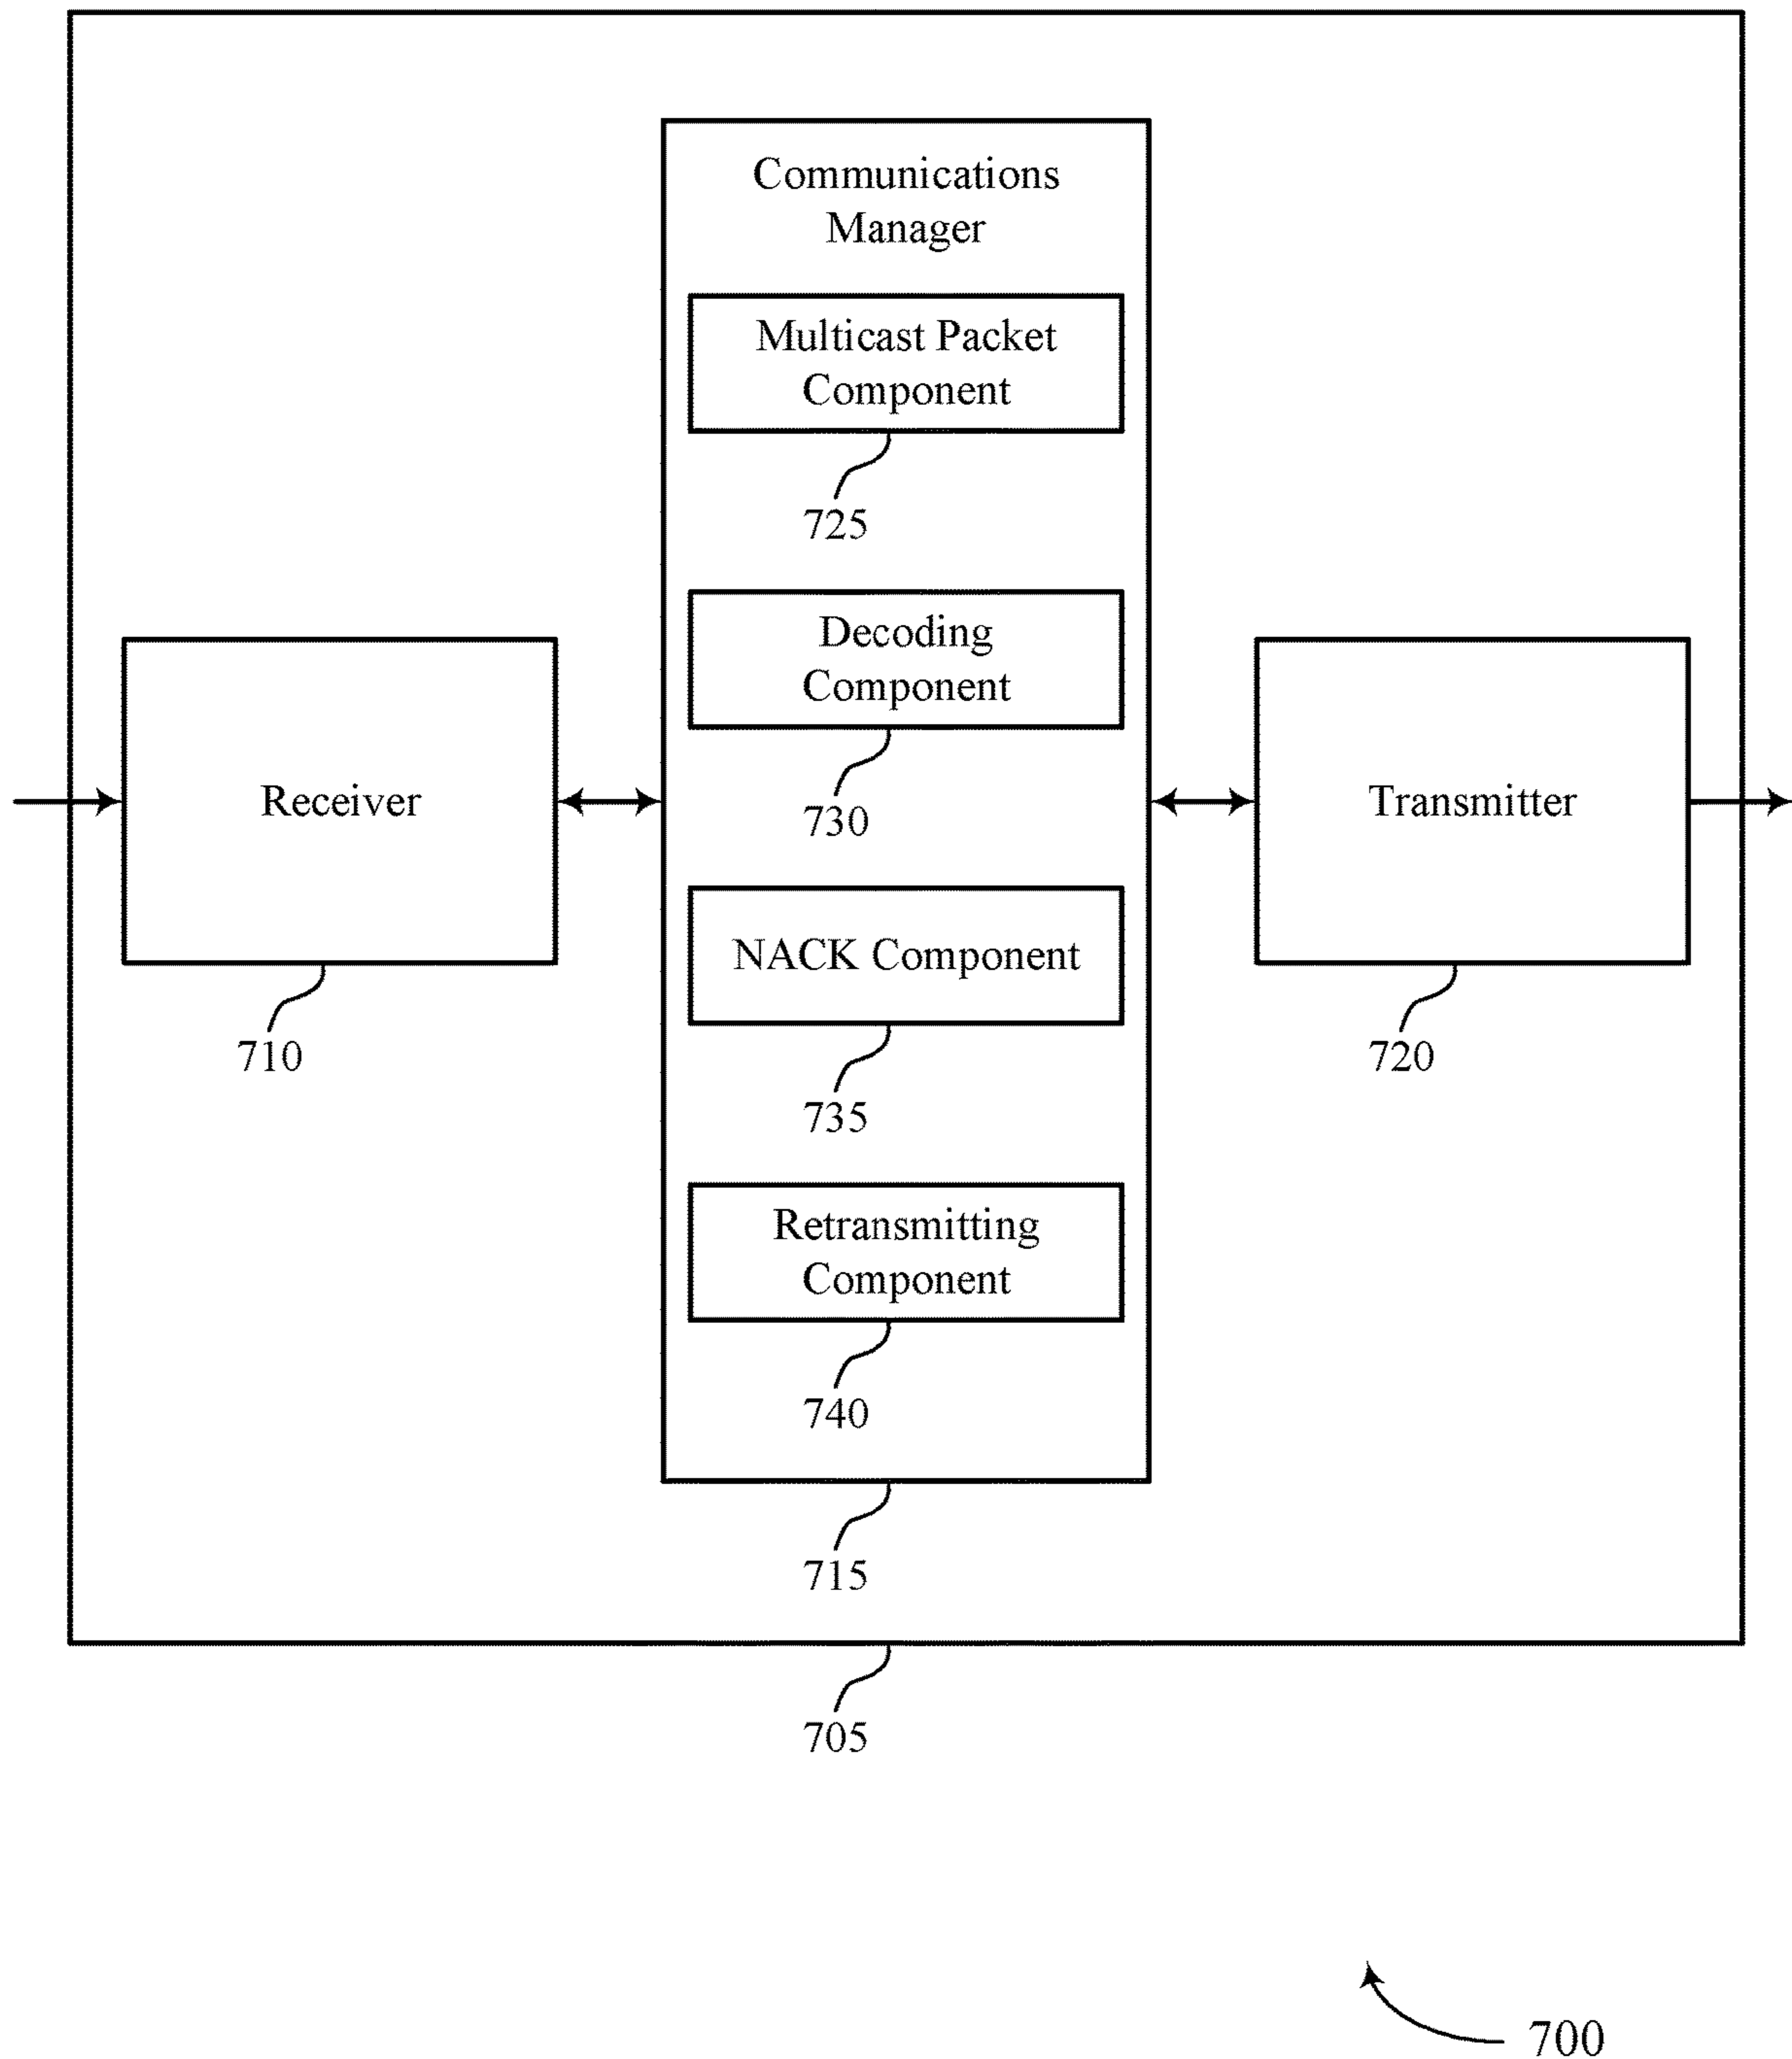 Communications
Manager
Multicast Packet
Component
725
Decoding
Component
730
Receiver
710
Transmitter
720
NACK Component
735
Retransmitting
Component
740
715
705
700